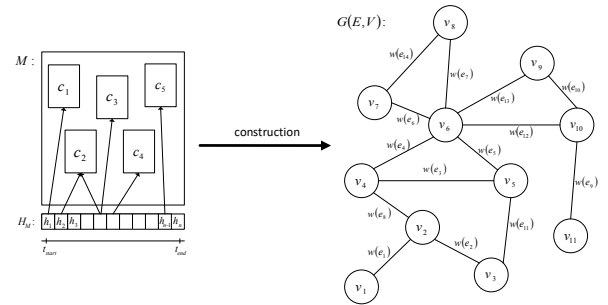 M :
c₁
c₂
c₃
c₄
c₅
H_M :
h₁ h₂ h₃ hₙ₋₁ hₙ
t_start
t_end
construction
G(E,V):
v₈
w(e₁₄)
w(e₇)
v₉
v₇
w(e₆)
w(e₁₃)
w(e₁₀)
v₆
w(e₁₂)
v₁₀
w(e₄)
w(e₅)
v₄
w(e₃)
v₅
w(e₉)
w(e₈)
v₂
w(e₁₁)
v₁₁
w(e₁)
w(e₂)
v₃
v₁